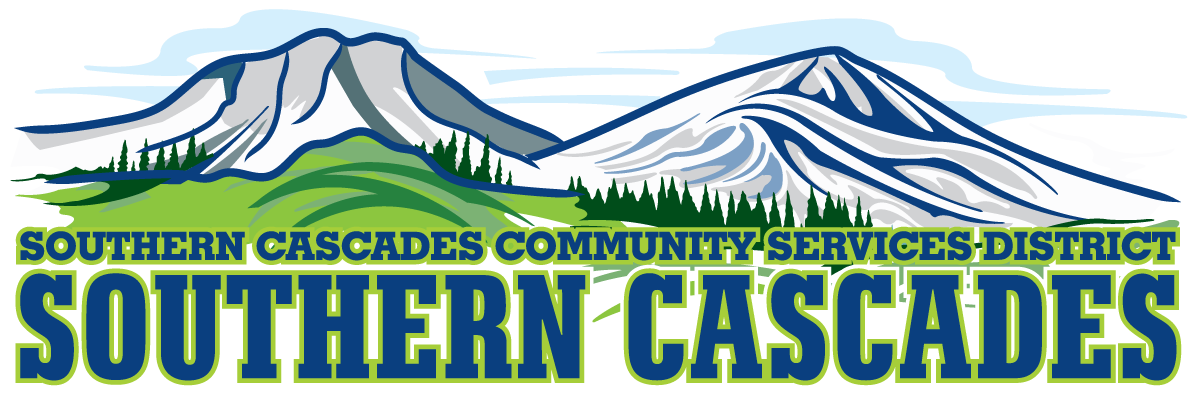 SOUTHERN CASCADES COMMUNITY SERVICES DISTRICT
SOUTHERN CASCADES